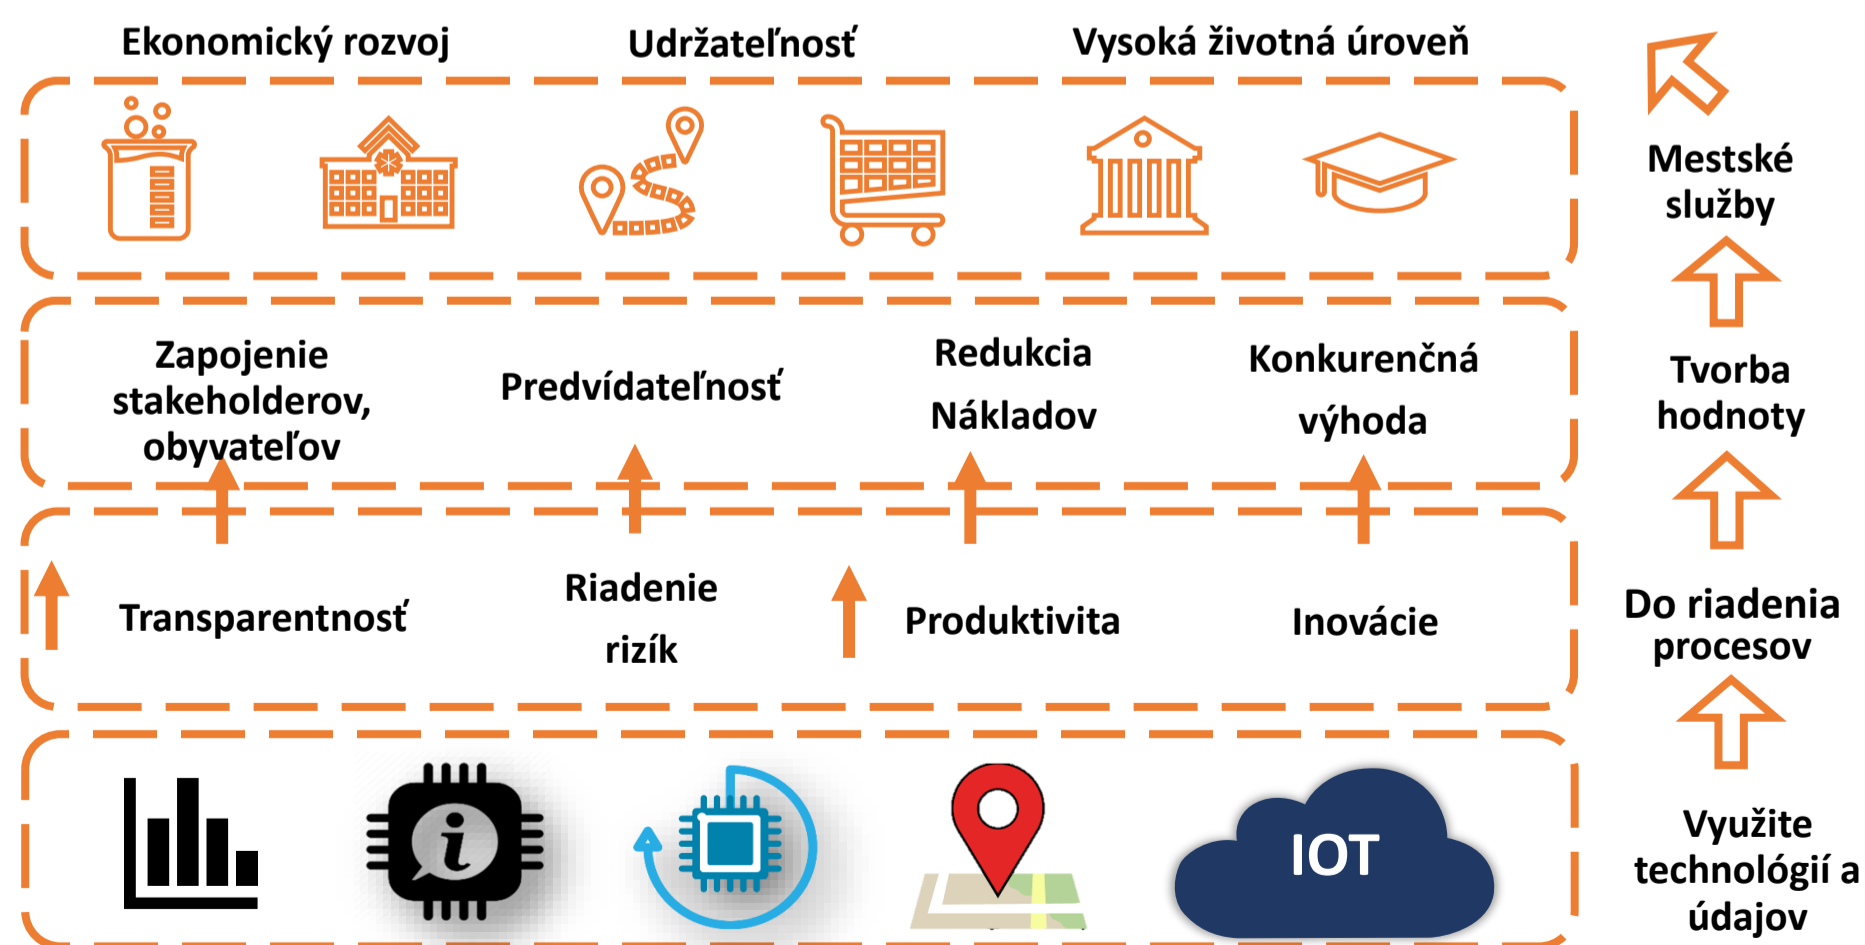 Ekonomický rozvoj
Udržateľnosť
Vysoká životná úroveň
Mestské
služby
Zapojenie
stakeholderov,
obyvateľov
Predvídateľnosť
Redukcia
Nákladov
Konkurenčná
výhoda
Tvorba
hodnoty
Transparentnosť
Riadenie
rizík
Produktivita
Inovácie
Do riadenia
procesov
i
IOT
Využite
technológií a
údajov